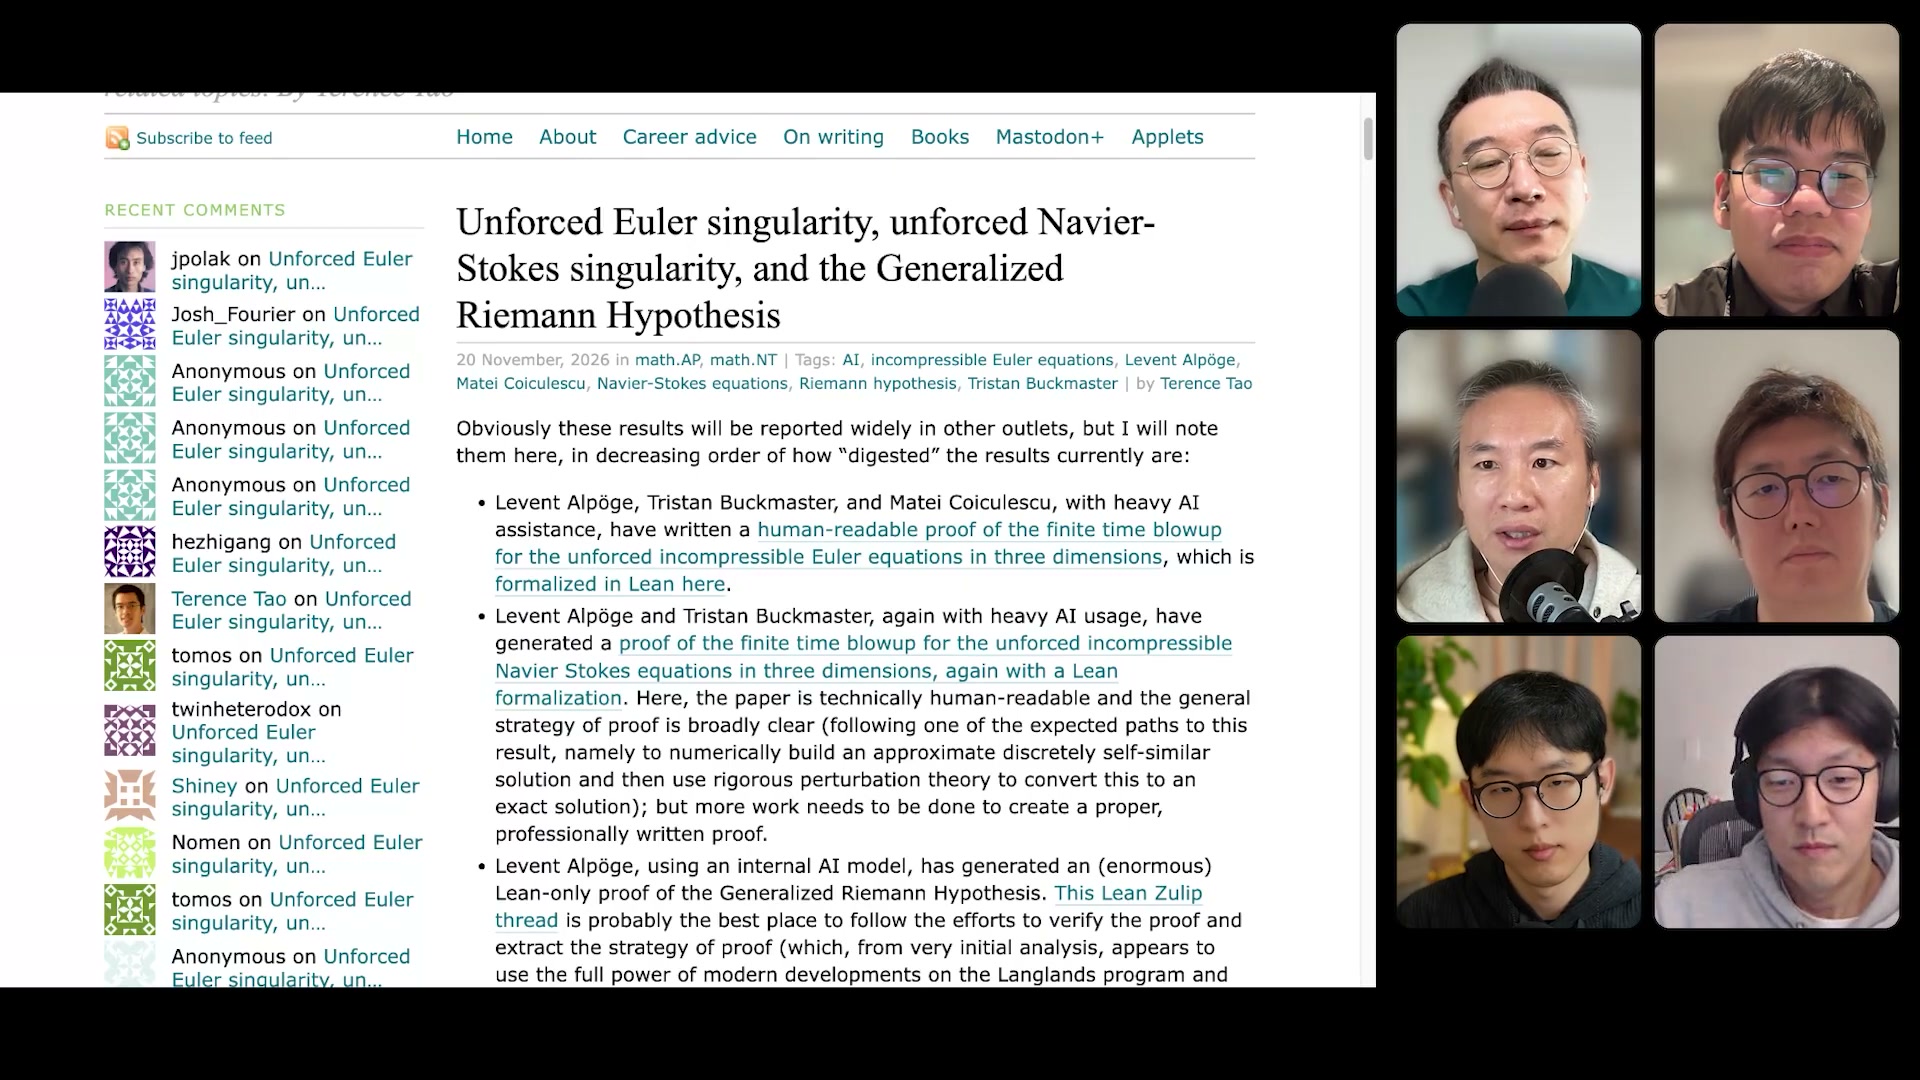 related topics. By Terence Tao
Subscribe to feed
Home About Career advice On writing Books Mastodon+ Applets
RECENT COMMENTS
jpolak on Unforced Euler
singularity, un...
Josh_Fourier on Unforced
Euler singularity, un...
Anonymous on Unforced
Euler singularity, un...
Anonymous on Unforced
Euler singularity, un...
Anonymous on Unforced
Euler singularity, un...
hezhigang on Unforced
Euler singularity, un...
Terence Tao on Unforced
Euler singularity, un...
tomos on Unforced Euler
singularity, un...
twinheterodox on
Unforced Euler
singularity, un...
Shiney on Unforced Euler
singularity, un...
Nomen on Unforced Euler
singularity, un...
tomos on Unforced Euler
singularity, un...
Anonymous on Unforced
Euler singularity, un...
Unforced Euler singularity, unforced Navier-
Stokes singularity, and the Generalized
Riemann Hypothesis
20 November, 2026 in math.AP, math.NT | Tags: AI, incompressible Euler equations, Levent Alpöge,
Matei Coiculescu, Navier-Stokes equations, Riemann hypothesis, Tristan Buckmaster | by Terence Tao
Obviously these results will be reported widely in other outlets, but I will note
them here, in decreasing order of how “digested” the results currently are:
• Levent Alpöge, Tristan Buckmaster, and Matei Coiculescu, with heavy AI
assistance, have written a human-readable proof of the finite time blowup
for the unforced incompressible Euler equations in three dimensions, which is
formalized in Lean here.
• Levent Alpöge and Tristan Buckmaster, again with heavy AI usage, have
generated a proof of the finite time blowup for the unforced incompressible
Navier Stokes equations in three dimensions, again with a Lean
formalization. Here, the paper is technically human-readable and the general
strategy of proof is broadly clear (following one of the expected paths to this
result, namely to numerically build an approximate discretely self-similar
solution and then use rigorous perturbation theory to convert this to an
exact solution); but more work needs to be done to create a proper,
professionally written proof.
• Levent Alpöge, using an internal AI model, has generated an (enormous)
Lean-only proof of the Generalized Riemann Hypothesis. This Lean Zulip
thread is probably the best place to follow the efforts to verify the proof and
extract the strategy of proof (which, from very initial analysis, appears to
use the full power of modern developments on the Langlands program and